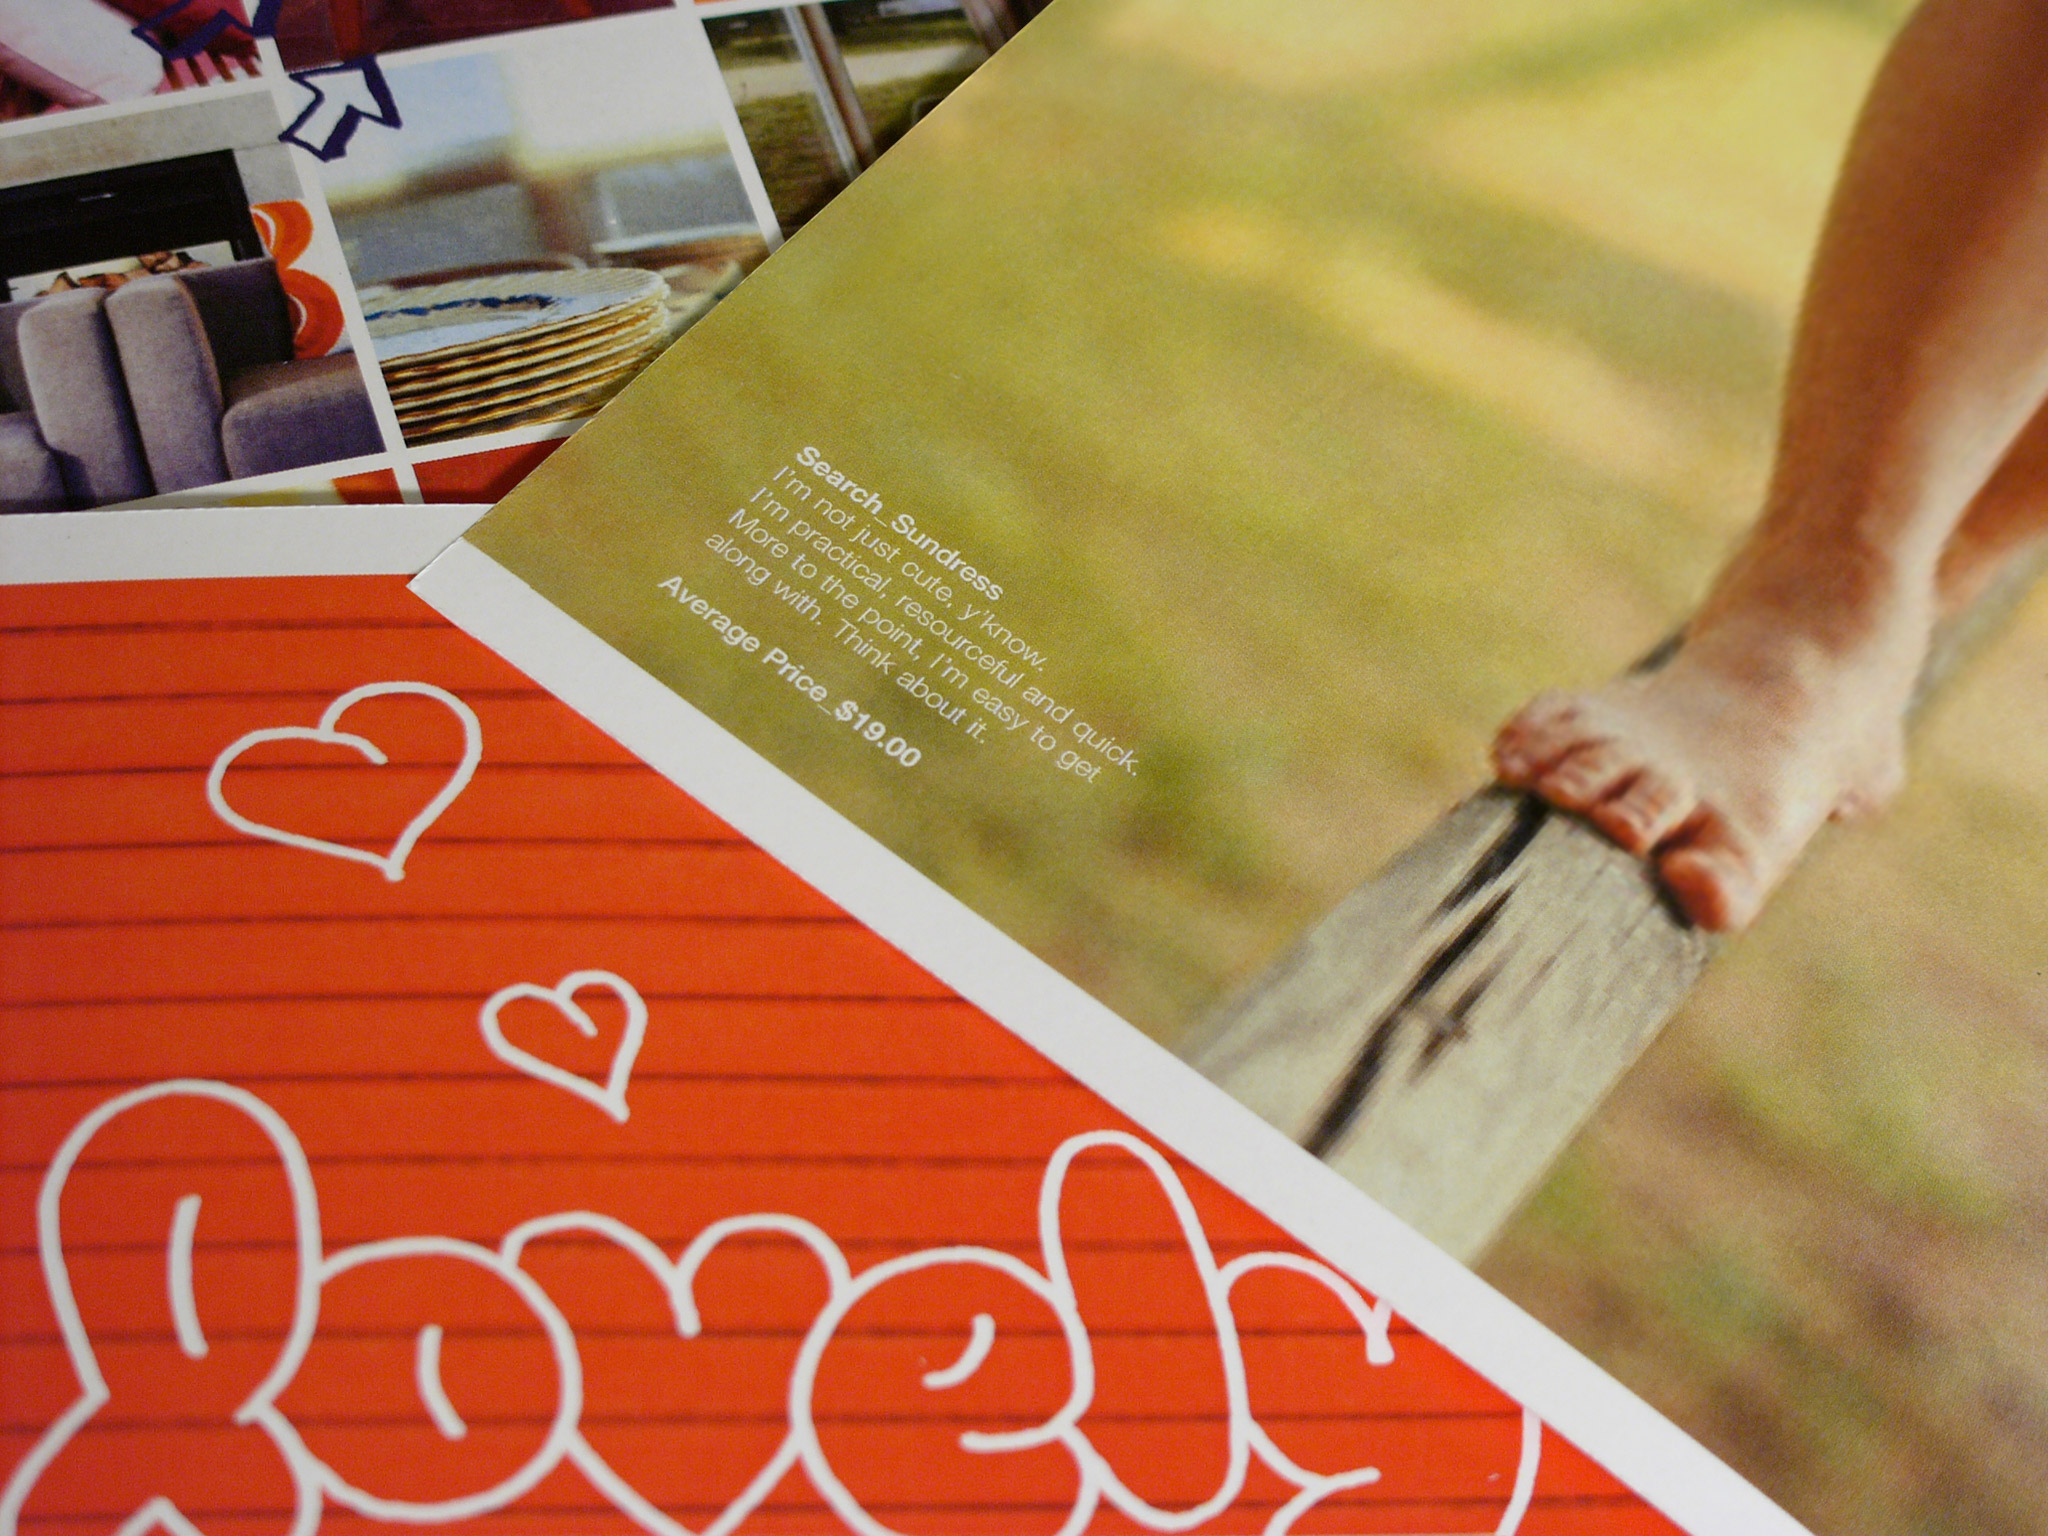 Search_Sundress
I'm not just cute, y'know.
I'm practical, resourceful and quick.
More to the point, I'm easy to get
along with. Think about it.
Average Price_$19.00
Lovely